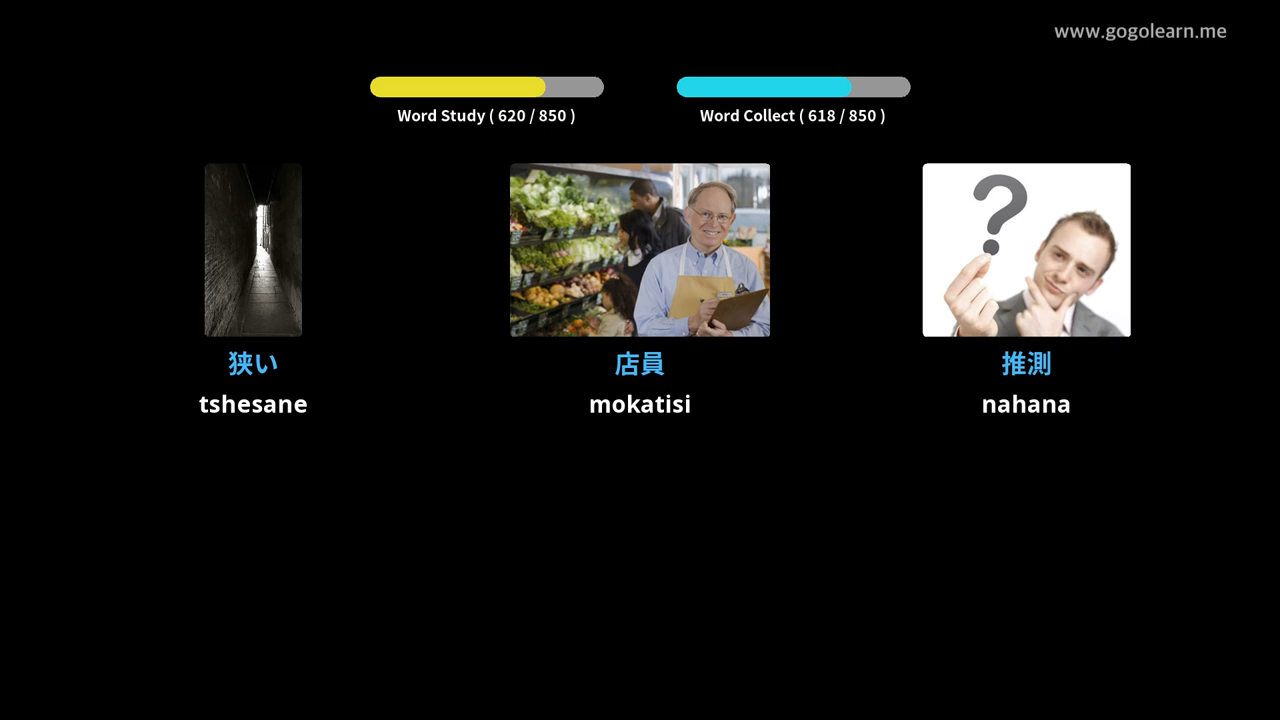 www.gogolearn.me
Word Study ( 620 / 850 )
Word Collect ( 618 / 850 )
狭い
tshesane
店員
mokatisi
推測
nahana